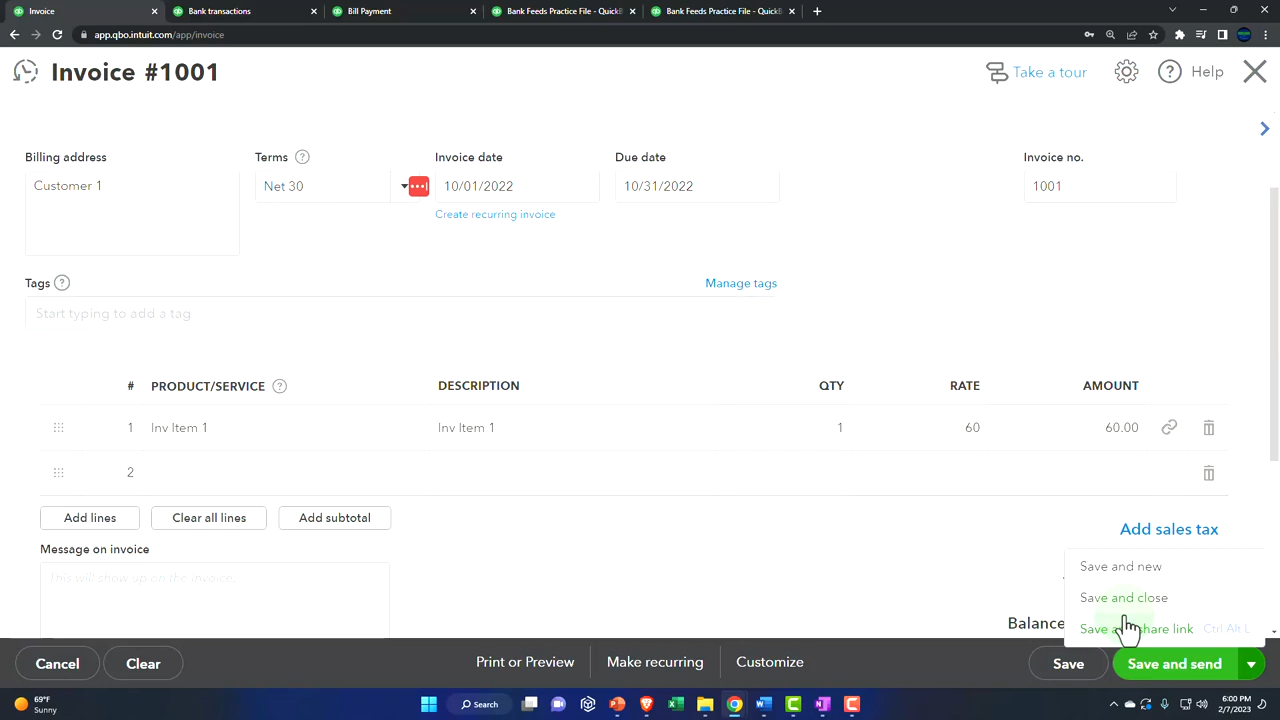 Invoice
Bank transactions
Bill Payment
Bank Feeds Practice File - QuickB
Bank Feeds Practice File - QuickB
app.qbo.intuit.com/app/invoice
Invoice #1001
Take a tour
Help
Billing address
Terms
Invoice date
Due date
Invoice no.
Customer 1
Net 30
10/01/2022
10/31/2022
1001
Create recurring invoice
Tags
Manage tags
Start typing to add a tag
# PRODUCT/SERVICE DESCRIPTION QTY RATE AMOUNT
1 Inv Item 1 Inv Item 1 1 60 60.00
2
Add lines
Clear all lines
Add subtotal
Add sales tax
Message on invoice
This will show up on the invoice.
Save and new
Save and close
Balance
share link Ctrl Alt L
Cancel
Clear
Print or Preview
Make recurring
Customize
Save
Save and send
69°F
Sunny
Search
6:00 PM
2/7/2023